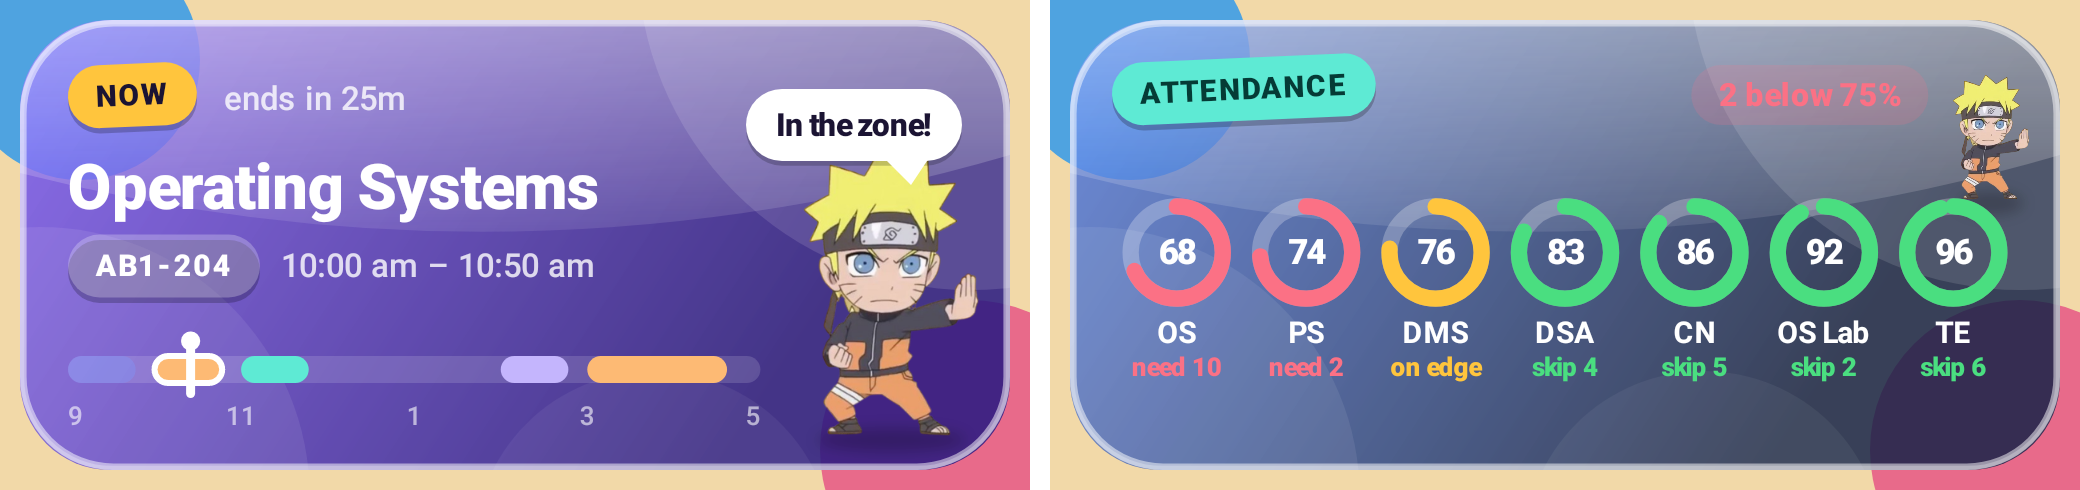 NOW
ends in 25m
In the zone!
Operating Systems
AB1-204
10:00 am – 10:50 am
9 11 1 3 5
ATTENDANCE
2 below 75%
68 74 76 83 86 92 96
OS PS DMS DSA CN OS Lab TE
need 10 need 2 on edge skip 4 skip 5 skip 2 skip 6